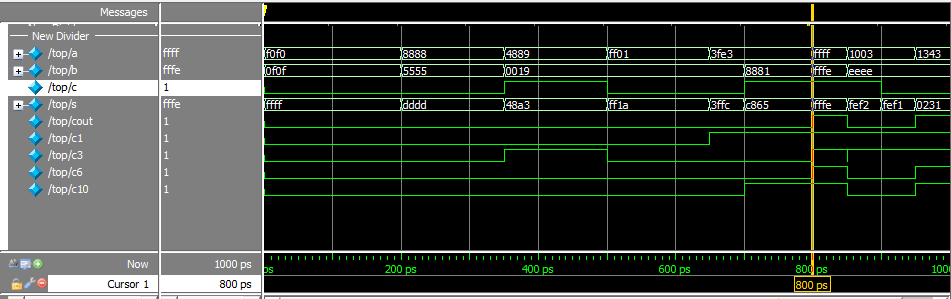 Messages
New Divider
/top/a ffff f0f0 8888 4889 ff01 3fe3 ffff 1003 1343
/top/b fffe 0f0f 5555 0019 8881 fffe eeee
/top/c 1
/top/s fffe ffff dddd 48a3 ff1a 3ffc c865 fffe fef2 fef1 0231
/top/cout 1
/top/c1 1
/top/c3 1
/top/c6 1
/top/c10 1
Now 1000 ps ps 200 ps 400 ps 600 ps 800 ps 1000
Cursor 1 800 ps 800 ps